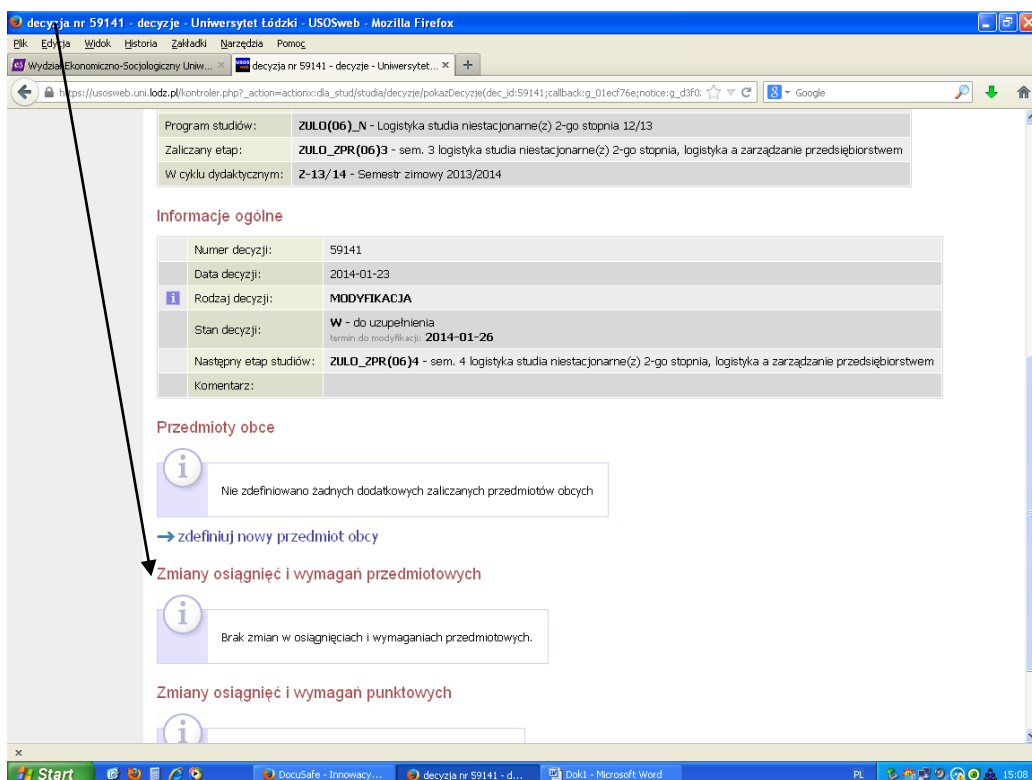 decyzja nr 59141 - decyzje - Uniwersytet Łódzki - USOSweb - Mozilla Firefox
Plik Edycja Widok Historia Zakładki Narzędzia Pomoc
Wydział Ekonomiczno-Socjologiczny Uniw... × decyzja nr 59141 - decyzje - Uniwersytet... × +
https://usosweb.uni.lodz.pl/kontroler.php?_action=actionx::dla_stud/studia/decyzje/pokazDecyzje(dec_id:59141;callback:g_01ecf76e;notice:g_d3f0; Google
Program studiów: ZULO(06)_N - Logistyka studia niestacjonarne(z) 2-go stopnia 12/13
Zaliczany etap: ZULO_ZPR(06)3 - sem. 3 logistyka studia niestacjonarne(z) 2-go stopnia, logistyka a zarządzanie przedsiębiorstwem
W cyklu dydaktycznym: Z-13/14 - Semestr zimowy 2013/2014
Informacje ogólne
Numer decyzji: 59141
Data decyzji: 2014-01-23
i Rodzaj decyzji: MODYFIKACJA
Stan decyzji: W - do uzupełnienia
termin do modyfikacji: 2014-01-26
Następny etap studiów: ZULO_ZPR(06)4 - sem. 4 logistyka studia niestacjonarne(z) 2-go stopnia, logistyka a zarządzanie przedsiębiorstwem
Komentarz:
Przedmioty obce
i
Nie zdefiniowano żadnych dodatkowych zaliczanych przedmiotów obcych
→ zdefiniuj nowy przedmiot obcy
Zmiany osiągnięć i wymagań przedmiotowych
i
Brak zmian w osiągnięciach i wymaganiach przedmiotowych.
Zmiany osiągnięć i wymagań punktowych
i
×
Start DocuSafe - Innowacy... decyzja nr 59141 - d... Dok1 - Microsoft Word PL 15:08